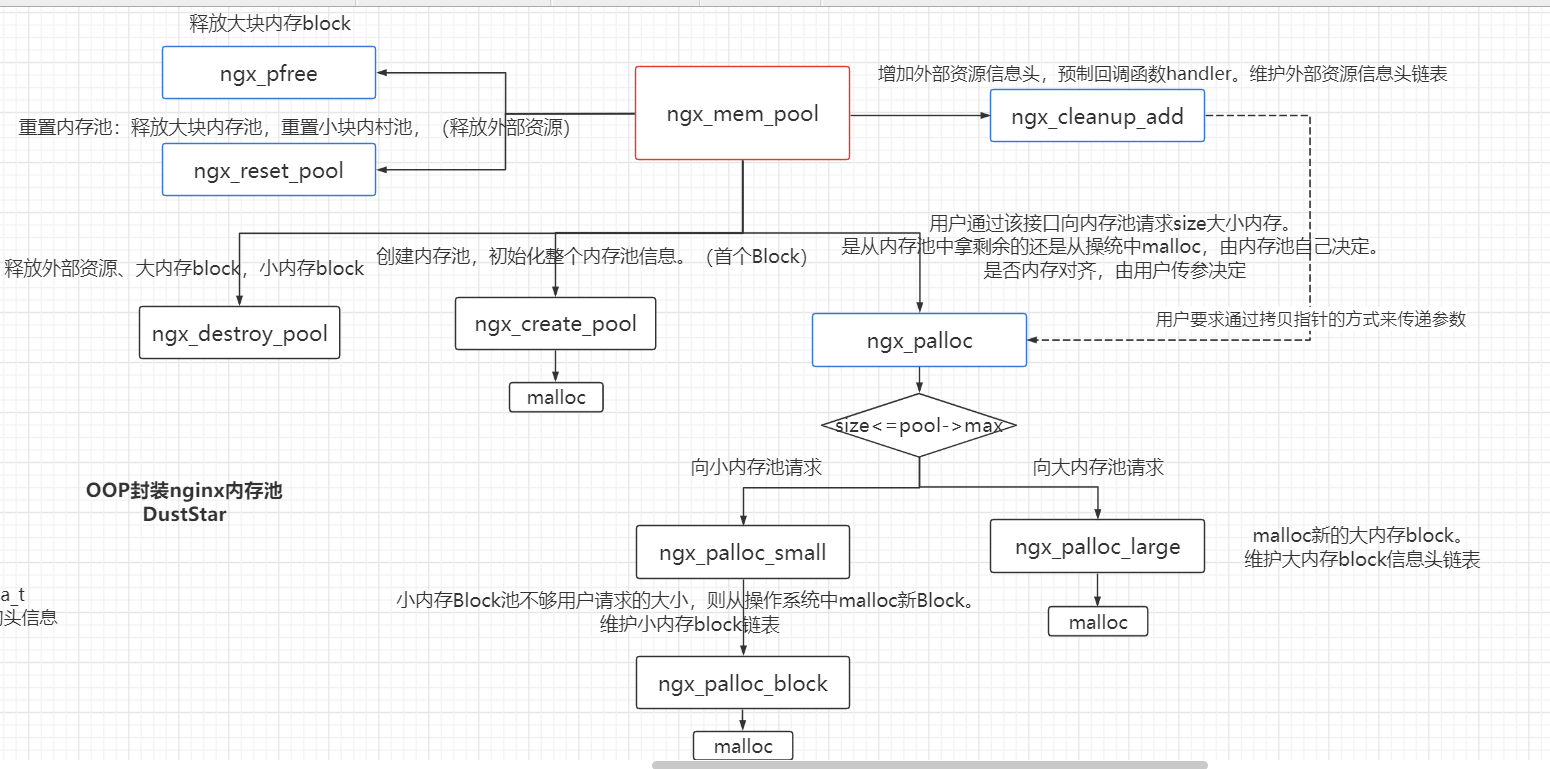 释放大块内存block
ngx_pfree
ngx_mem_pool
增加外部资源信息头，预制回调函数handler。维护外部资源信息头链表
ngx_cleanup_add
重置内存池：释放大块内存池，重置小块内村池，（释放外部资源）
ngx_reset_pool
用户通过该接口向内存池请求size大小内存。
是从内存池中拿剩余的还是从操统中malloc，由内存池自己决定。
是否内存对齐，由用户传参决定
释放外部资源、大内存block，小内存block
创建内存池，初始化整个内存池信息。（首个Block）
ngx_destroy_pool
ngx_create_pool
malloc
ngx_palloc
用户要求通过拷贝指针的方式来传递参数
size<=pool->max
向小内存池请求
向大内存池请求
OOP封装nginx内存池
DustStar
ngx_palloc_small
ngx_palloc_large
malloc新的大内存block。
维护大内存block信息头链表
malloc
a_t
头信息
小内存Block池不够用户请求的大小，则从操作系统中malloc新Block。
维护小内存block链表
ngx_palloc_block
malloc